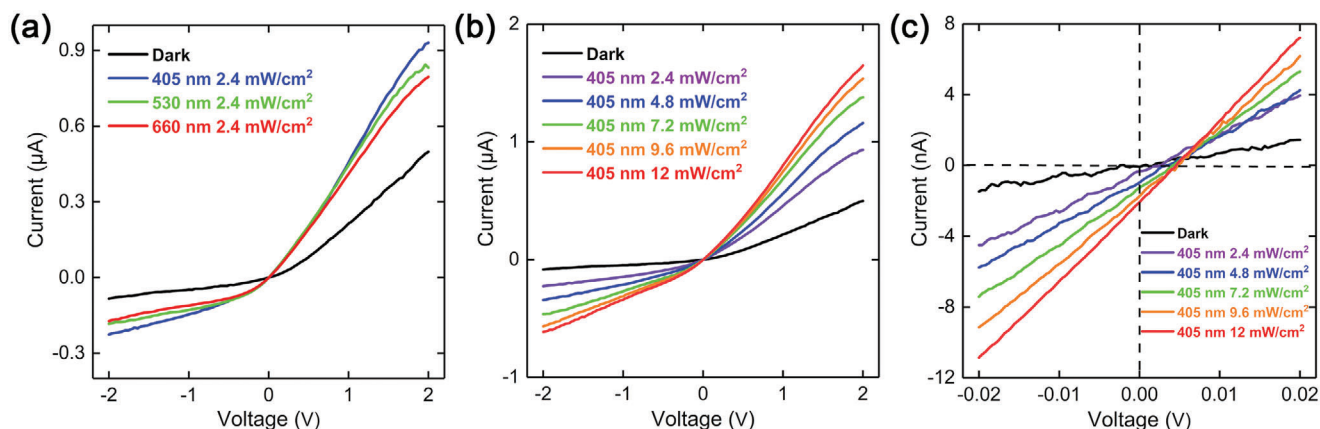 (a)
Current (μA)
0.9
0.6
0.3
0.0
-0.3
Dark
405 nm 2.4 mW/cm²
530 nm 2.4 mW/cm²
660 nm 2.4 mW/cm²
-2
-1
0
1
2
Voltage (V)
(b)
Current (μA)
2
1
0
-1
Dark
405 nm 2.4 mW/cm²
405 nm 4.8 mW/cm²
405 nm 7.2 mW/cm²
405 nm 9.6 mW/cm²
405 nm 12 mW/cm²
-2
-1
0
1
2
Voltage (V)
(c)
Current (nA)
8
4
0
-4
-8
-12
Dark
405 nm 2.4 mW/cm²
405 nm 4.8 mW/cm²
405 nm 7.2 mW/cm²
405 nm 9.6 mW/cm²
405 nm 12 mW/cm²
-0.02
-0.01
0.00
0.01
0.02
Voltage (V)